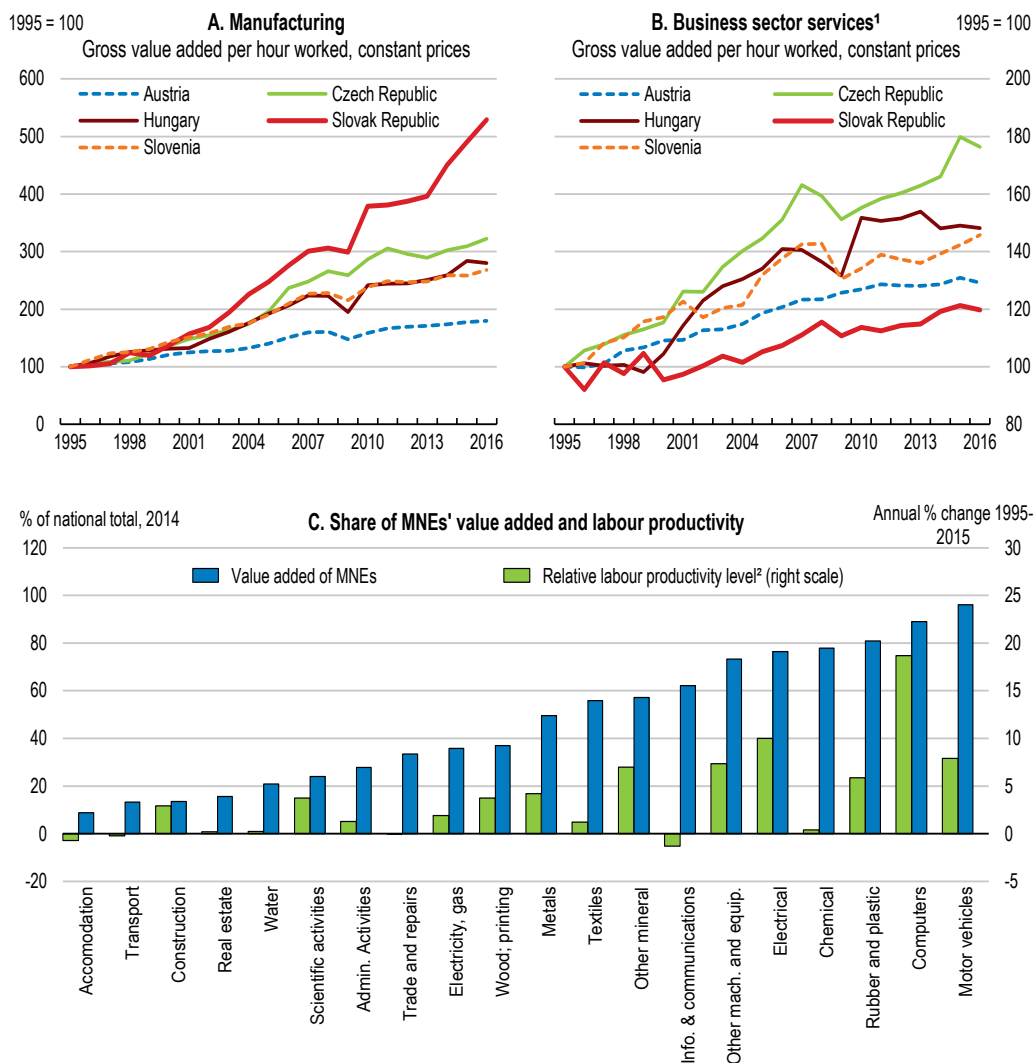 1995 = 100
A. Manufacturing
Gross value added per hour worked, constant prices
600
500
400
300
200
100
0
Austria
Czech Republic
Hungary
Slovak Republic
Slovenia
1995 1998 2001 2004 2007 2010 2013 2016
B. Business sector services¹
1995 = 100
Gross value added per hour worked, constant prices
200
180
160
140
120
100
80
Austria
Czech Republic
Hungary
Slovak Republic
Slovenia
1995 1998 2001 2004 2007 2010 2013 2016
% of national total, 2014
C. Share of MNEs' value added and labour productivity
Annual % change 1995-
2015
120
100
80
60
40
20
0
-20
Value added of MNEs
Relative labour productivity level² (right scale)
30
25
20
15
10
5
0
-5
Accomodation
Transport
Construction
Real estate
Water
Scientific activities
Admin. Activities
Trade and repairs
Electricity, gas
Wood; printing
Metals
Textiles
Other mineral
Info. & communications
Other mach. and equip.
Electrical
Chemical
Rubber and plastic
Computers
Motor vehicles